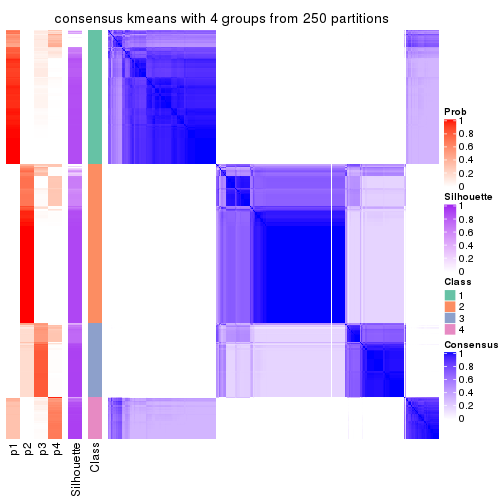 consensus kmeans with 4 groups from 250 partitions
Prob
1
0.8
0.6
0.4
0.2
0
Silhouette
1
0.8
0.6
0.4
0.2
0
Class
1
2
3
4
Consensus
1
0.8
0.6
0.4
0.2
0
p1
p2
p3
p4
Silhouette
Class